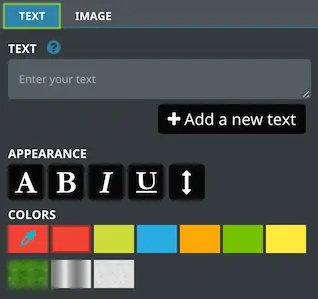 TEXT IMAGE
TEXT ?
Enter your text
+ Add a new text
APPEARANCE
A B I U
COLORS